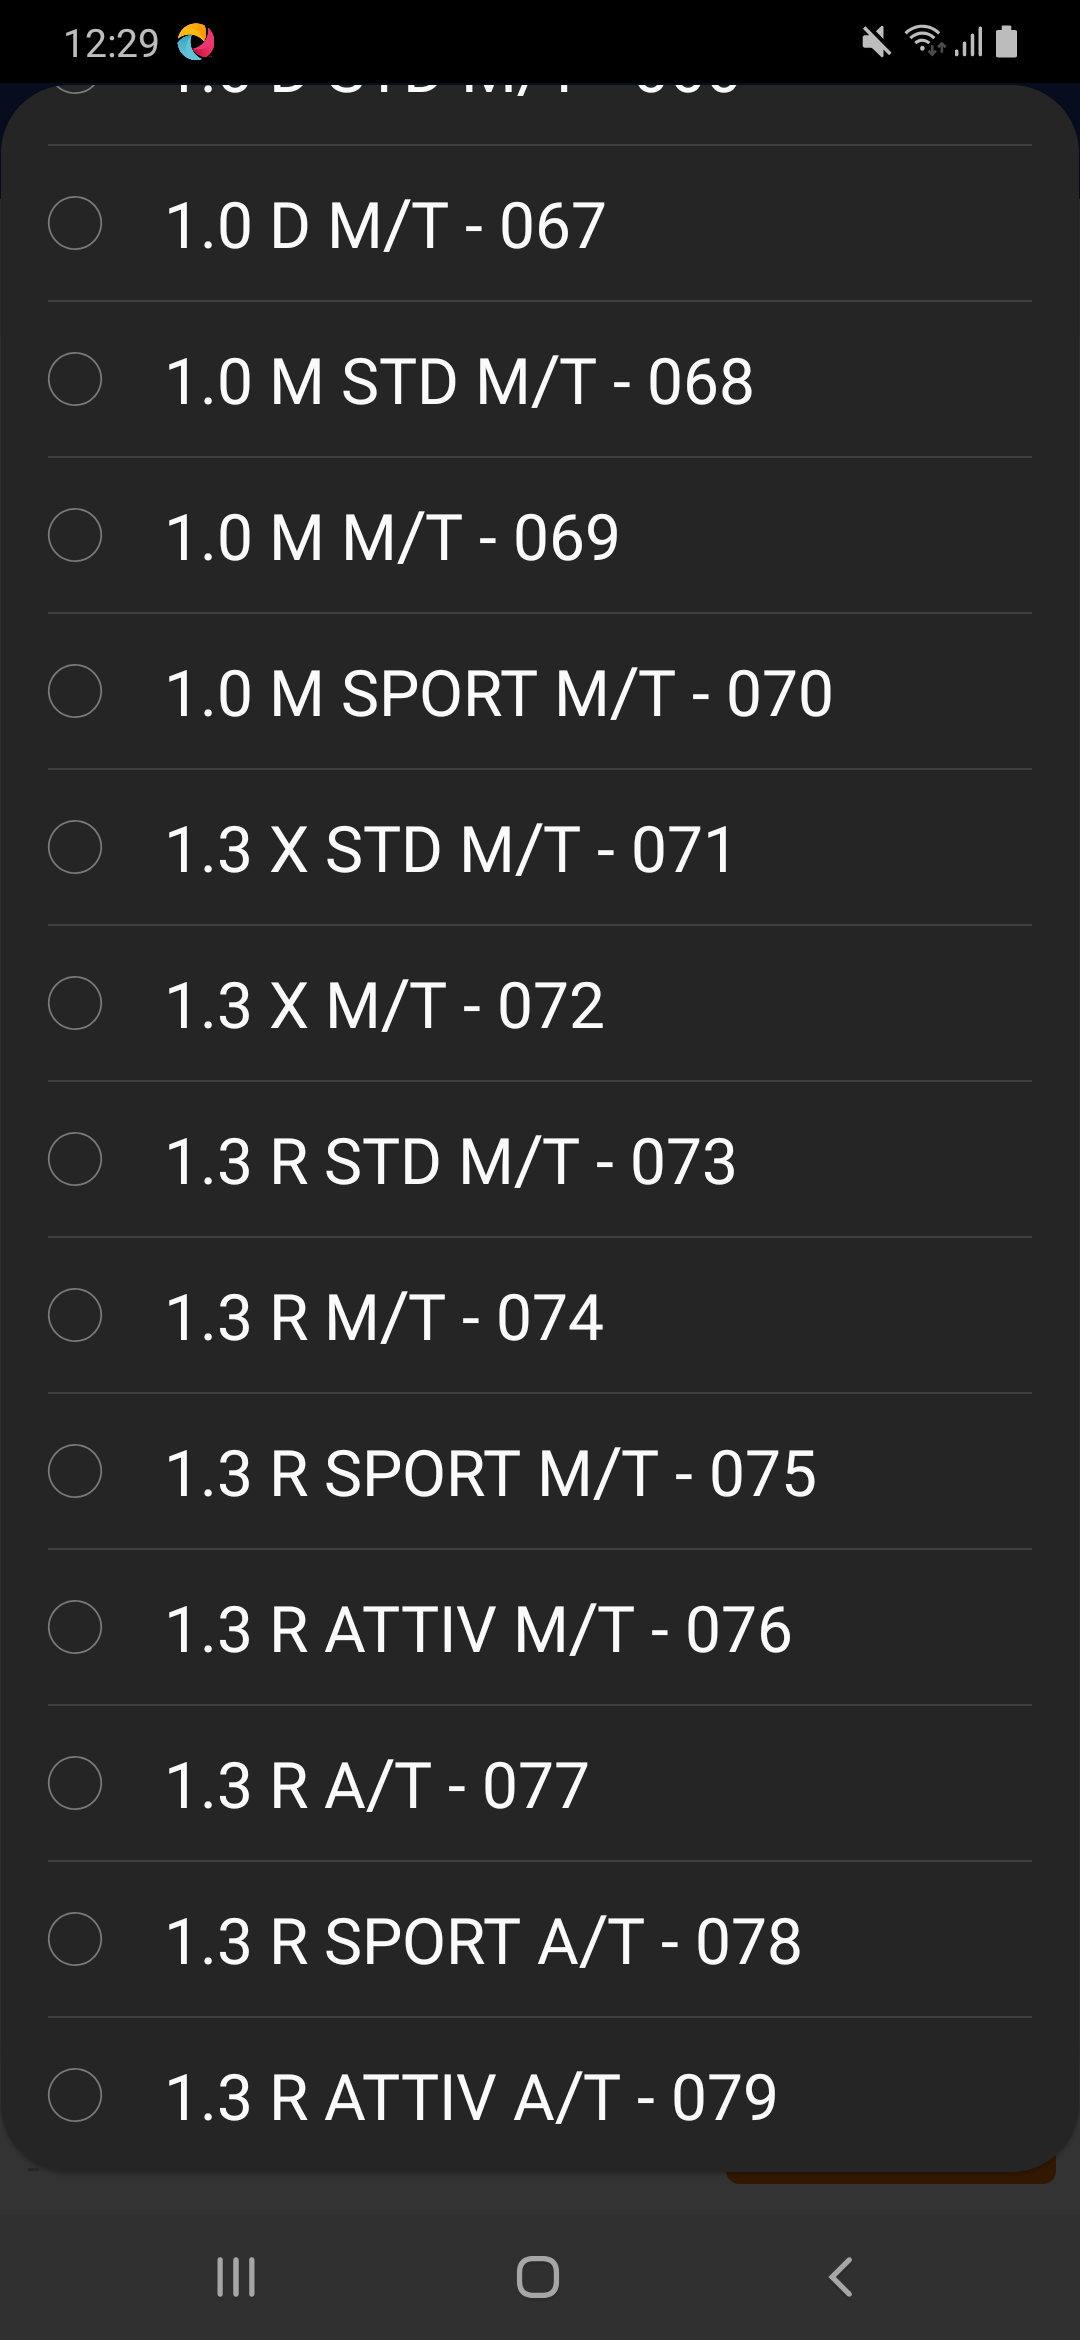 12:29
1.0 D M/T - 067
1.0 M STD M/T - 068
1.0 M M/T - 069
1.0 M SPORT M/T - 070
1.3 X STD M/T - 071
1.3 X M/T - 072
1.3 R STD M/T - 073
1.3 R M/T - 074
1.3 R SPORT M/T - 075
1.3 R ATTIV M/T - 076
1.3 R A/T - 077
1.3 R SPORT A/T - 078
1.3 R ATTIV A/T - 079